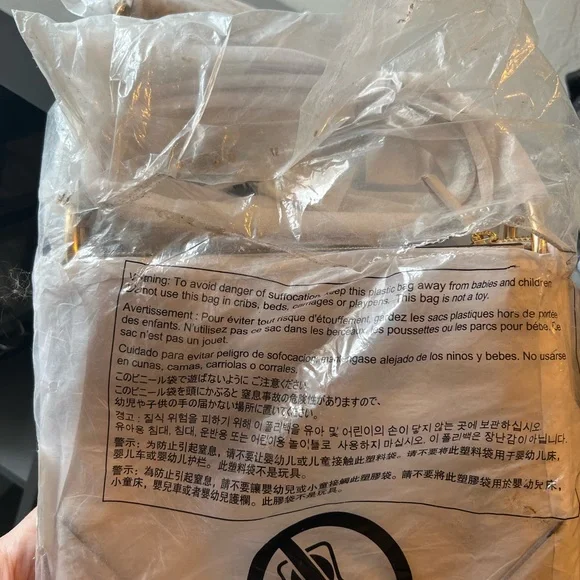 Warning: To avoid danger of suffocation, keep this plastic bag away from babies and children
Do not use this bag in cribs, beds, carriages or playpens. This bag is not a toy.
Avertissement : Pour éviter tout risque d'étouffement, gardez les sacs plastiques hors de portée
des enfants. N'utilisez pas ce sac dans les berceaux, les poussettes ou les parcs pour bébé. Ce
sac n'est pas un jouet.
Cuidado para evitar peligro de sofocacion, mantengase alejado de los ninos y bebes. No usarse
en cunas, camas, carriolas o corrales.
このビニール袋で遊ばないように ご注意ください
このビニール袋を頭にかぶると 窒息事故の危険性がありますので、
幼児や子供の手の届かない場所に置いてください。
경고 : 질식 위험을 피하기 위해 이 폴리백을 유아 및 어린이의 손이 닿지 않는 곳에 보관하십시오
유아용 침대, 침대, 운반용 또는 어린이용 놀이틀로 사용하지 마십시오. 이 폴리백은 장난감이 아닙니다.
警示：为防止引起窒息，请不要让婴幼儿或儿童接触此塑料袋。请不要将此塑料袋用于婴幼儿床，
婴儿车或婴幼儿护栏。此塑料袋不是玩具。
警示：為防止引起窒息，請不要讓嬰幼兒或小童接觸此塑膠袋。請不要將此塑膠袋用於嬰幼兒床，
小童床，嬰兒車或者嬰幼兒護欄。此膠袋不是玩具。